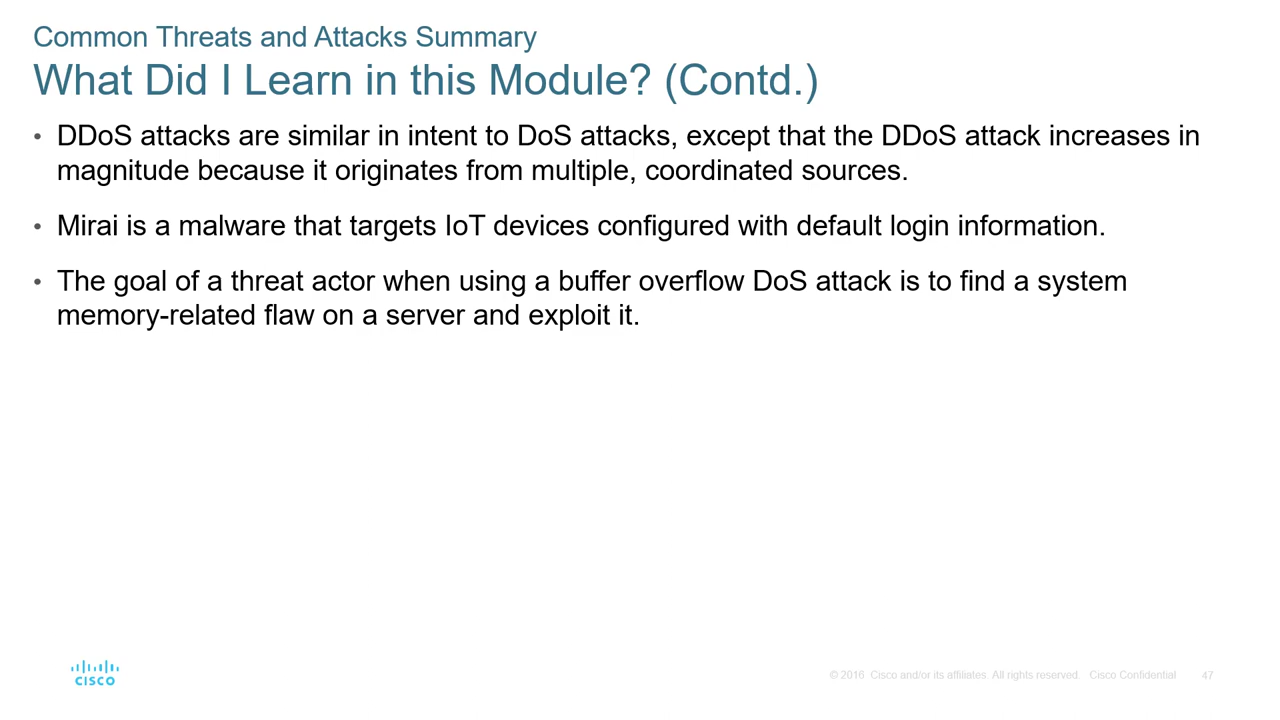 Common Threats and Attacks Summary
What Did I Learn in this Module? (Contd.)
• DDoS attacks are similar in intent to DoS attacks, except that the DDoS attack increases in
magnitude because it originates from multiple, coordinated sources.
• Mirai is a malware that targets IoT devices configured with default login information.
• The goal of a threat actor when using a buffer overflow DoS attack is to find a system
memory-related flaw on a server and exploit it.
CISCO
© 2016 Cisco and/or its affiliates. All rights reserved. Cisco Confidential 47